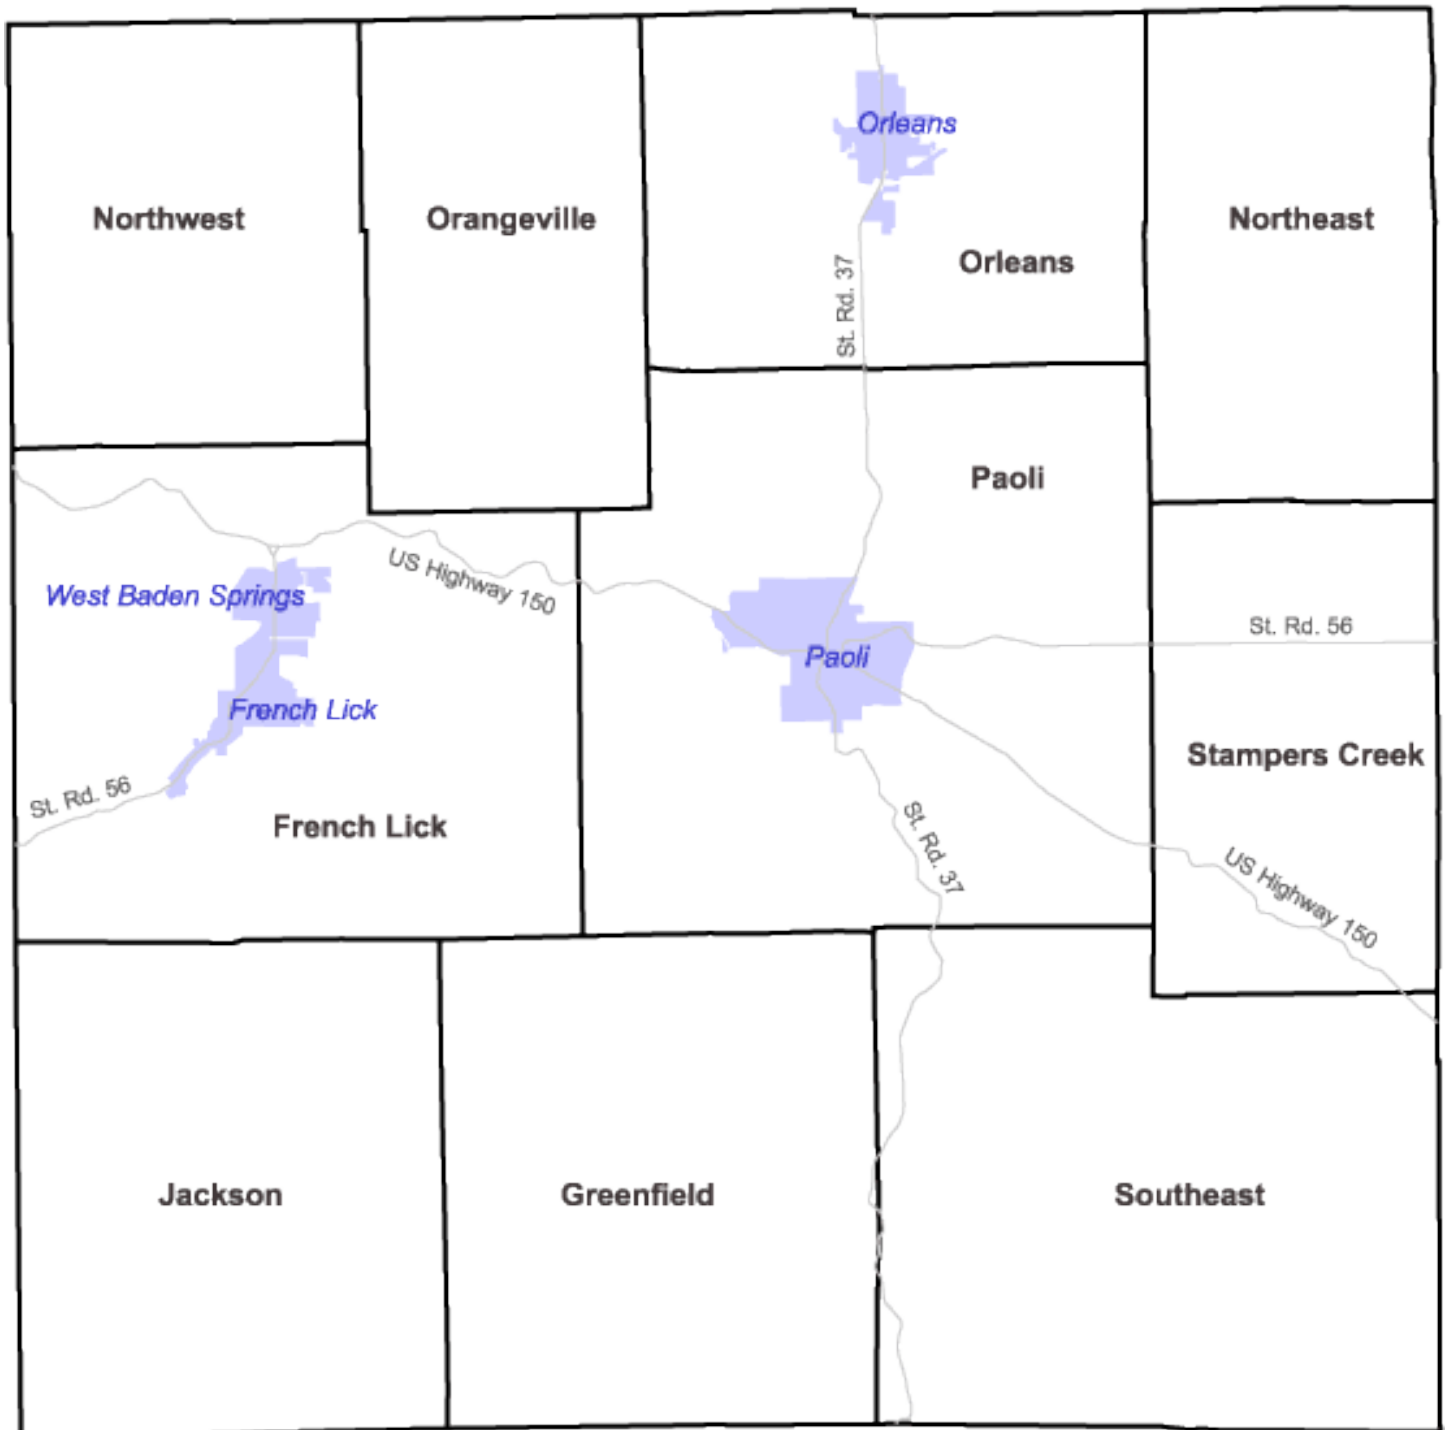 Orleans
Northwest
Orangeville
Northeast
Orleans
St. Rd. 37
Paoli
US Highway 150
West Baden Springs
St. Rd. 56
Paoli
French Lick
Stampers Creek
St. Rd. 56
French Lick
St. Rd. 37
US Highway 150
Jackson
Greenfield
Southeast